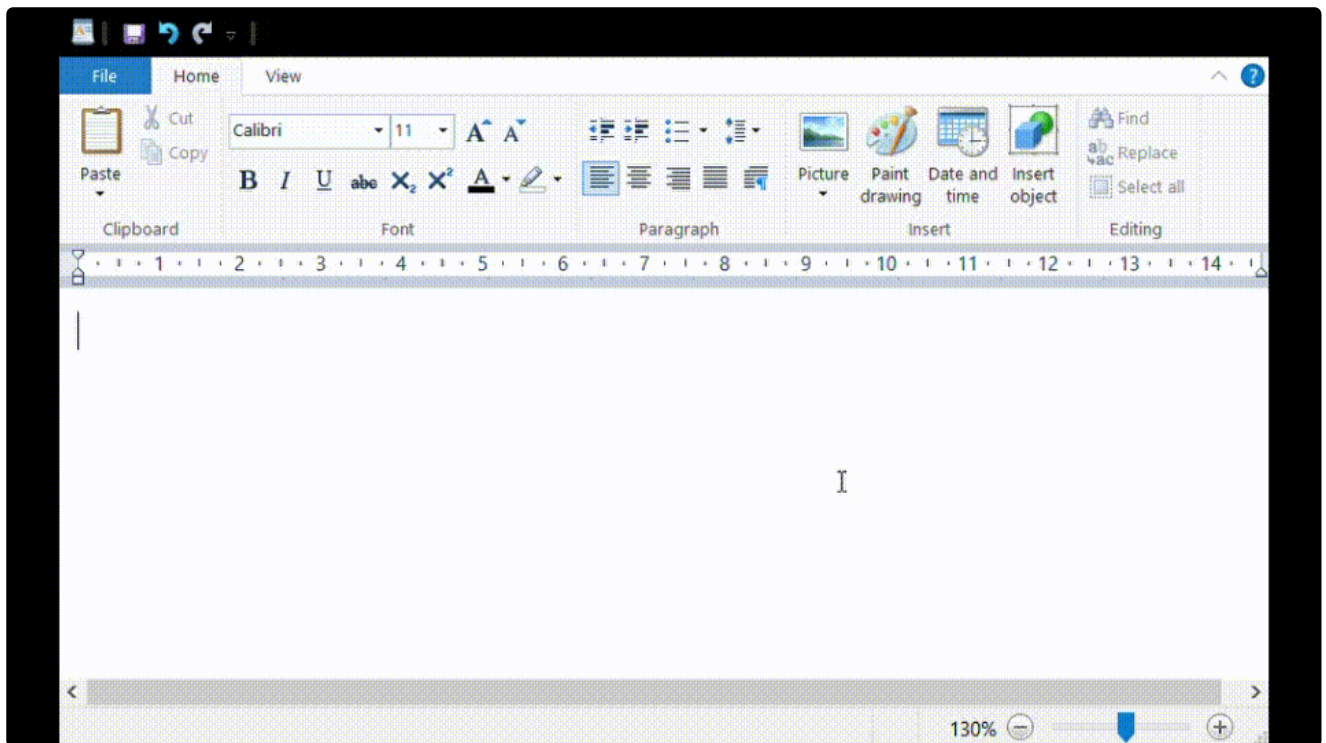 File Home View
Cut
Calibri 11 A A Find
Copy ab ac Replace
Paste B I U abc X2 X2 A Picture Paint drawing Date and time Insert object Select all
Clipboard Font Paragraph Insert Editing
1 2 3 4 5 6 7 8 9 10 11 12 13 14
130%